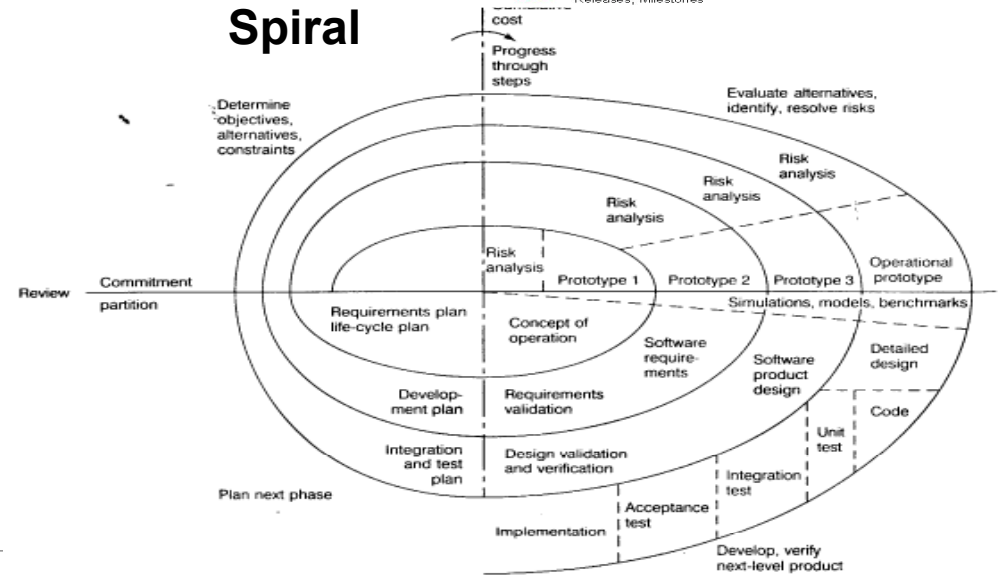 Spiral
Releases, Milestones
Cumulative
cost
Progress
through
steps
Determine
objectives,
alternatives,
constraints
Evaluate alternatives,
identify, resolve risks
Risk
analysis
Risk
analysis
Risk
analysis
Risk
analysis
Operational
prototype
Prototype 1
Prototype 2
Prototype 3
Review
Commitment
partition
Simulations, models, benchmarks
Requirements plan
life-cycle plan
Concept of
operation
Software
require-
ments
Software
product
design
Detailed
design
Develop-
ment plan
Requirements
validation
Code
Unit
test
Integration
and test
plan
Design validation
and verification
Integration
test
Plan next phase
Acceptance
test
Implementation
Develop, verify
next-level product